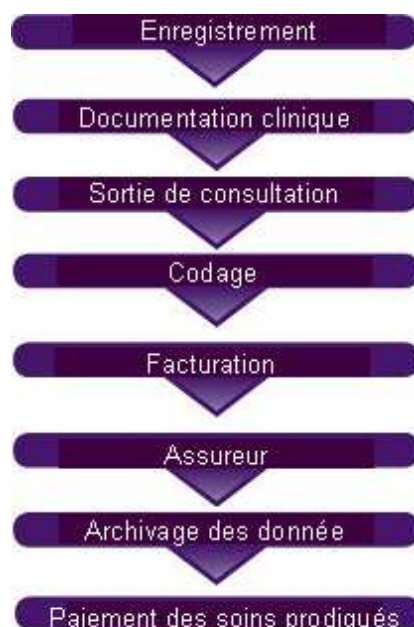 Enregistrement
Documentation clinique
Sortie de consultation
Codage
Facturation
Assureur
Archivage des donnée
Paiement des soins prodigués